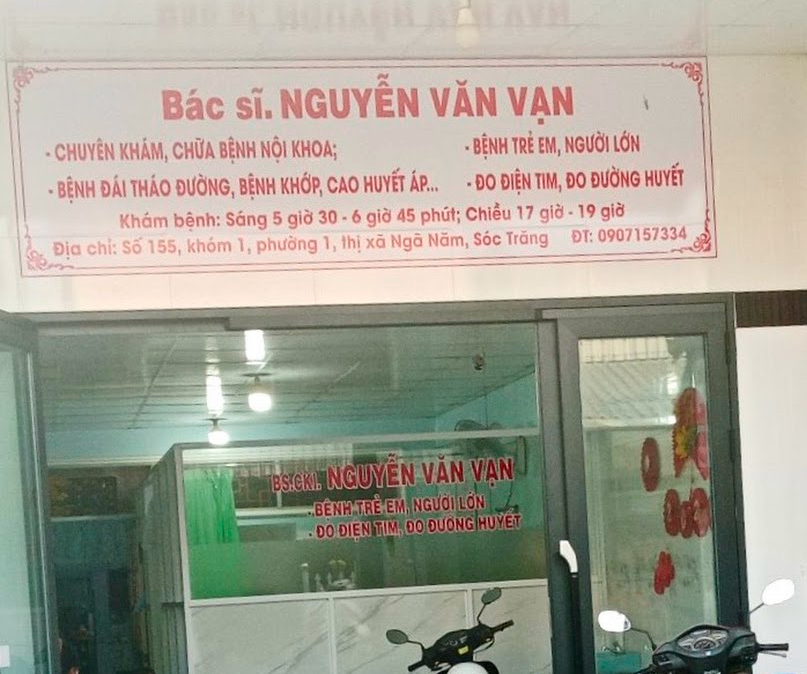 Bác sĩ. NGUYỄN VĂN VẠN
- CHUYÊN KHÁM, CHỮA BỆNH NỘI KHOA;
- BỆNH TRẺ EM, NGƯỜI LỚN
- BỆNH ĐÁI THÁO ĐƯỜNG, BỆNH KHỚP, CAO HUYẾT ÁP...
- ĐO ĐIỆN TIM, ĐO ĐƯỜNG HUYẾT
Khám bệnh: Sáng 5 giờ 30 - 6 giờ 45 phút; Chiều 17 giờ - 19 giờ
Địa chỉ: Số 155, khóm 1, phường 1, thị xã Ngã Năm, Sóc Trăng ĐT: 0907157334
BS.CKI. NGUYỄN VĂN VẠN
- BỆNH TRẺ EM, NGƯỜI LỚN
- ĐO ĐIỆN TIM, ĐO ĐƯỜNG HUYẾT